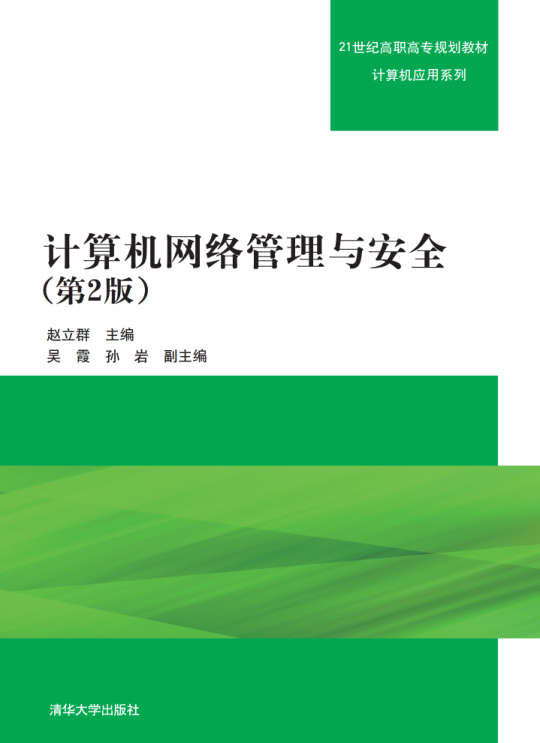 21世纪高职高专规划教材
计算机应用系列
计算机网络管理与安全
（第2版）
赵立群 主编
吴 霞 孙 岩 副主编
清华大学出版社